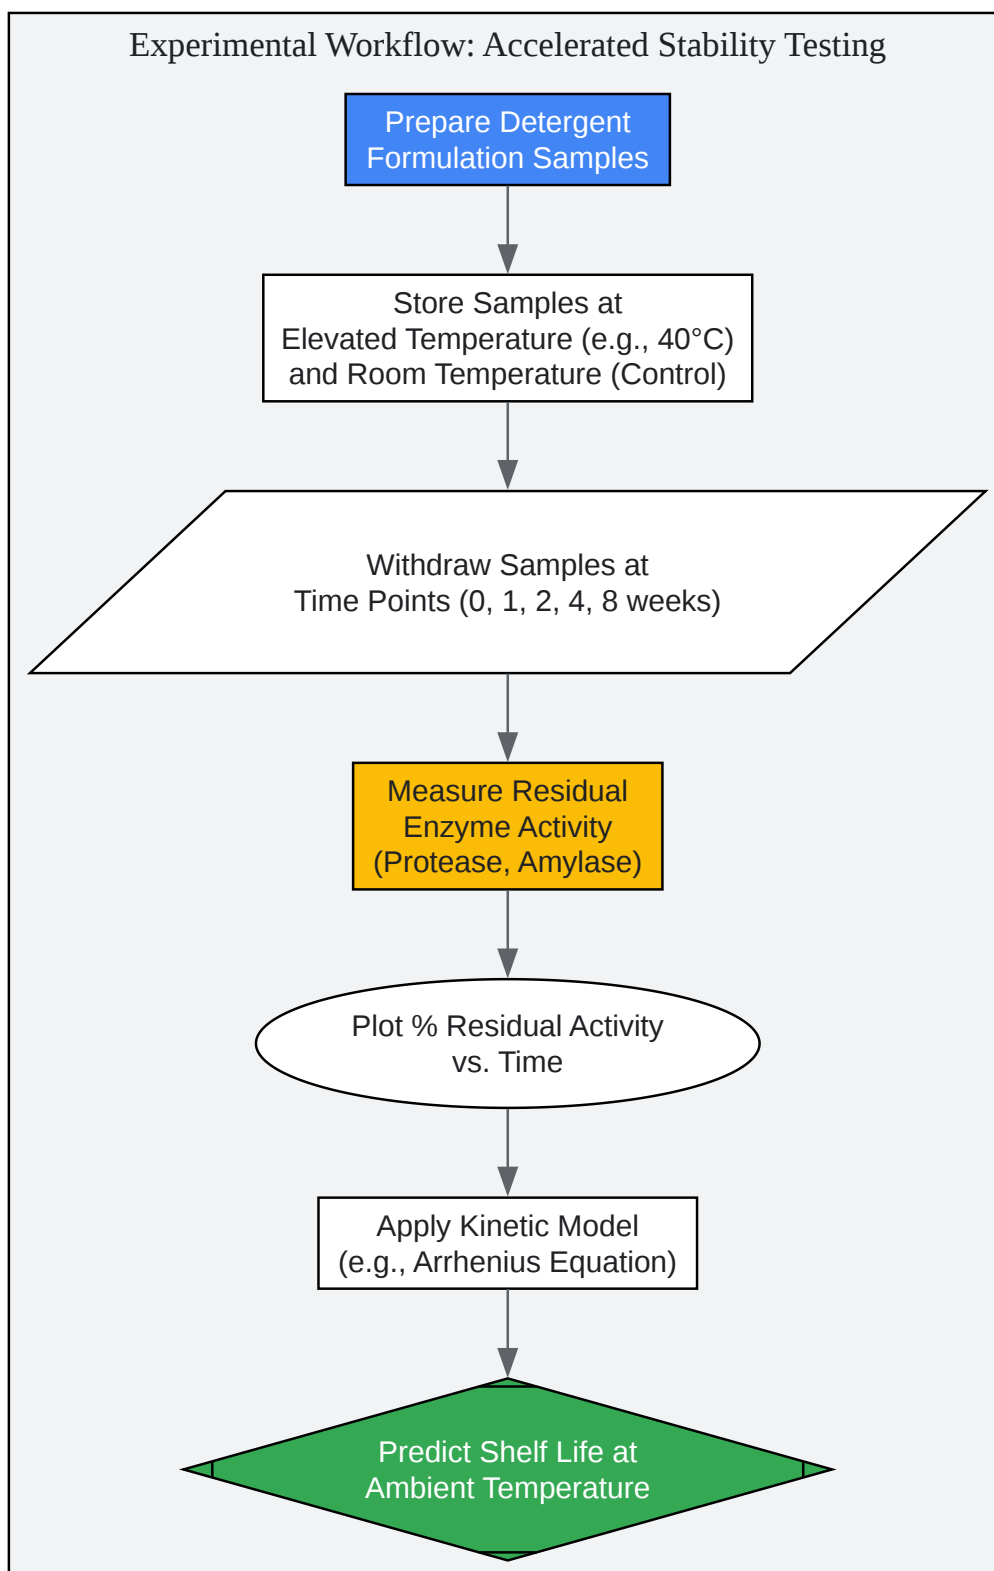 Experimental Workflow: Accelerated Stability Testing
Prepare Detergent
Formulation Samples
Store Samples at
Elevated Temperature (e.g., 40°C)
and Room Temperature (Control)
Withdraw Samples at
Time Points (0, 1, 2, 4, 8 weeks)
Measure Residual
Enzyme Activity
(Protease, Amylase)
Plot % Residual Activity
vs. Time
Apply Kinetic Model
(e.g., Arrhenius Equation)
Predict Shelf Life at
Ambient Temperature